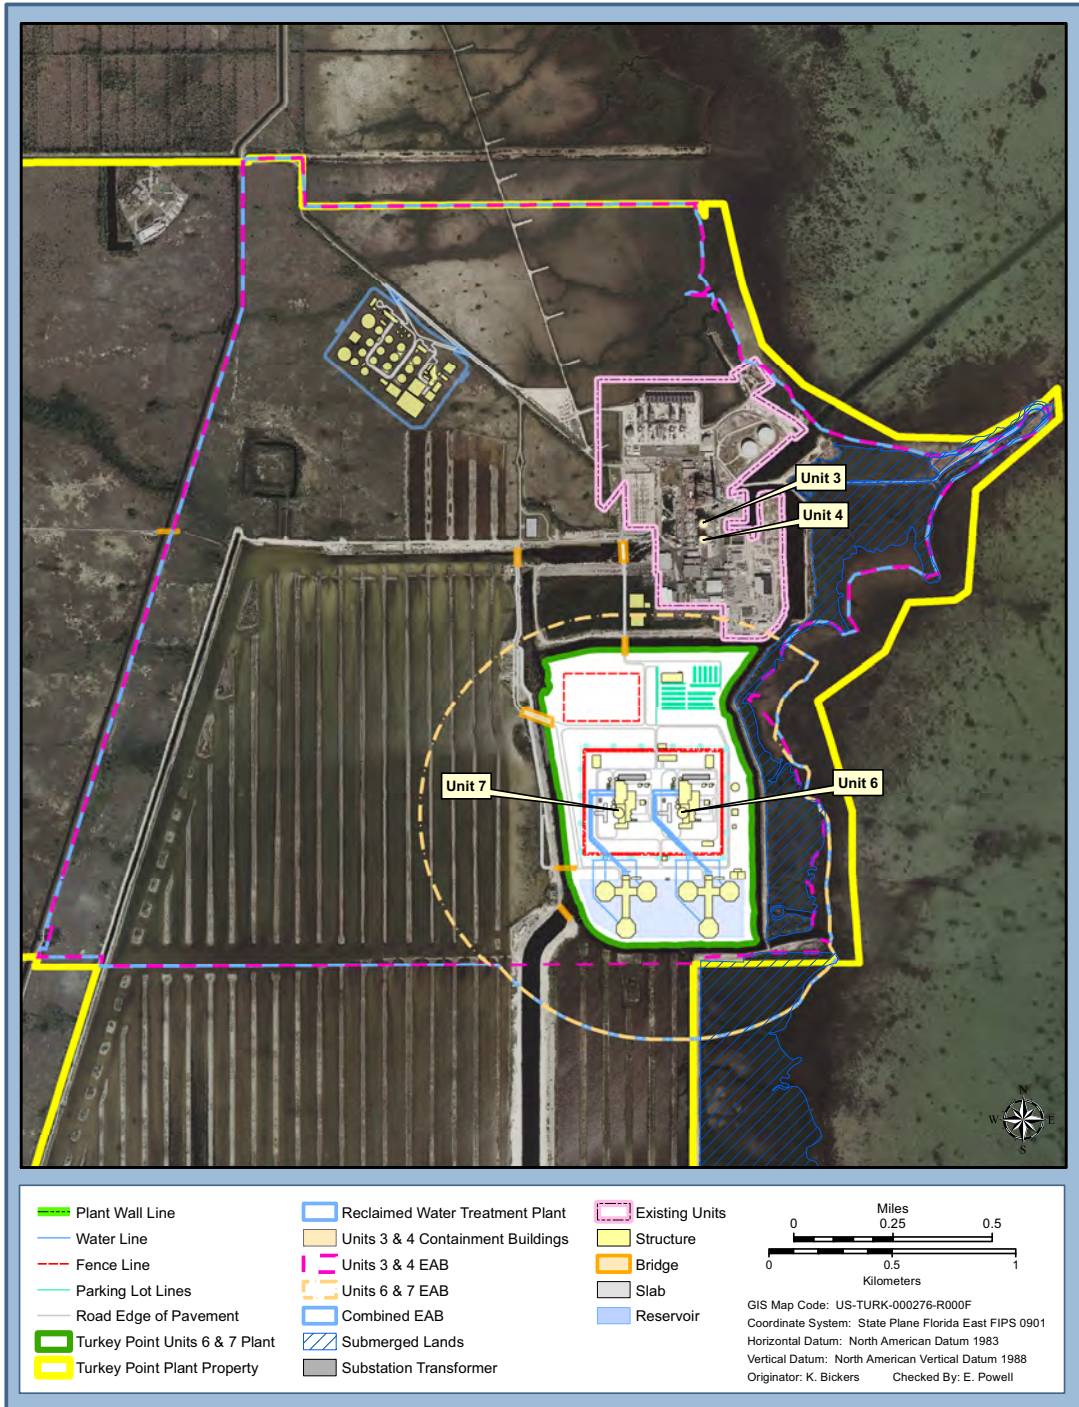 Unit 3
Unit 4
Unit 7
Unit 6
N
W E
S
Plant Wall Line
Water Line
Fence Line
Parking Lot Lines
Road Edge of Pavement
Turkey Point Units 6 & 7 Plant
Turkey Point Plant Property
Reclaimed Water Treatment Plant
Units 3 & 4 Containment Buildings
Units 3 & 4 EAB
Units 6 & 7 EAB
Combined EAB
Submerged Lands
Substation Transformer
Existing Units
Structure
Bridge
Slab
Reservoir
Miles
0 0.25 0.5
0 0.5 1
Kilometers
GIS Map Code: US-TURK-000276-R000F
Coordinate System: State Plane Florida East FIPS 0901
Horizontal Datum: North American Datum 1983
Vertical Datum: North American Vertical Datum 1988
Originator: K. Bickers Checked By: E. Powell